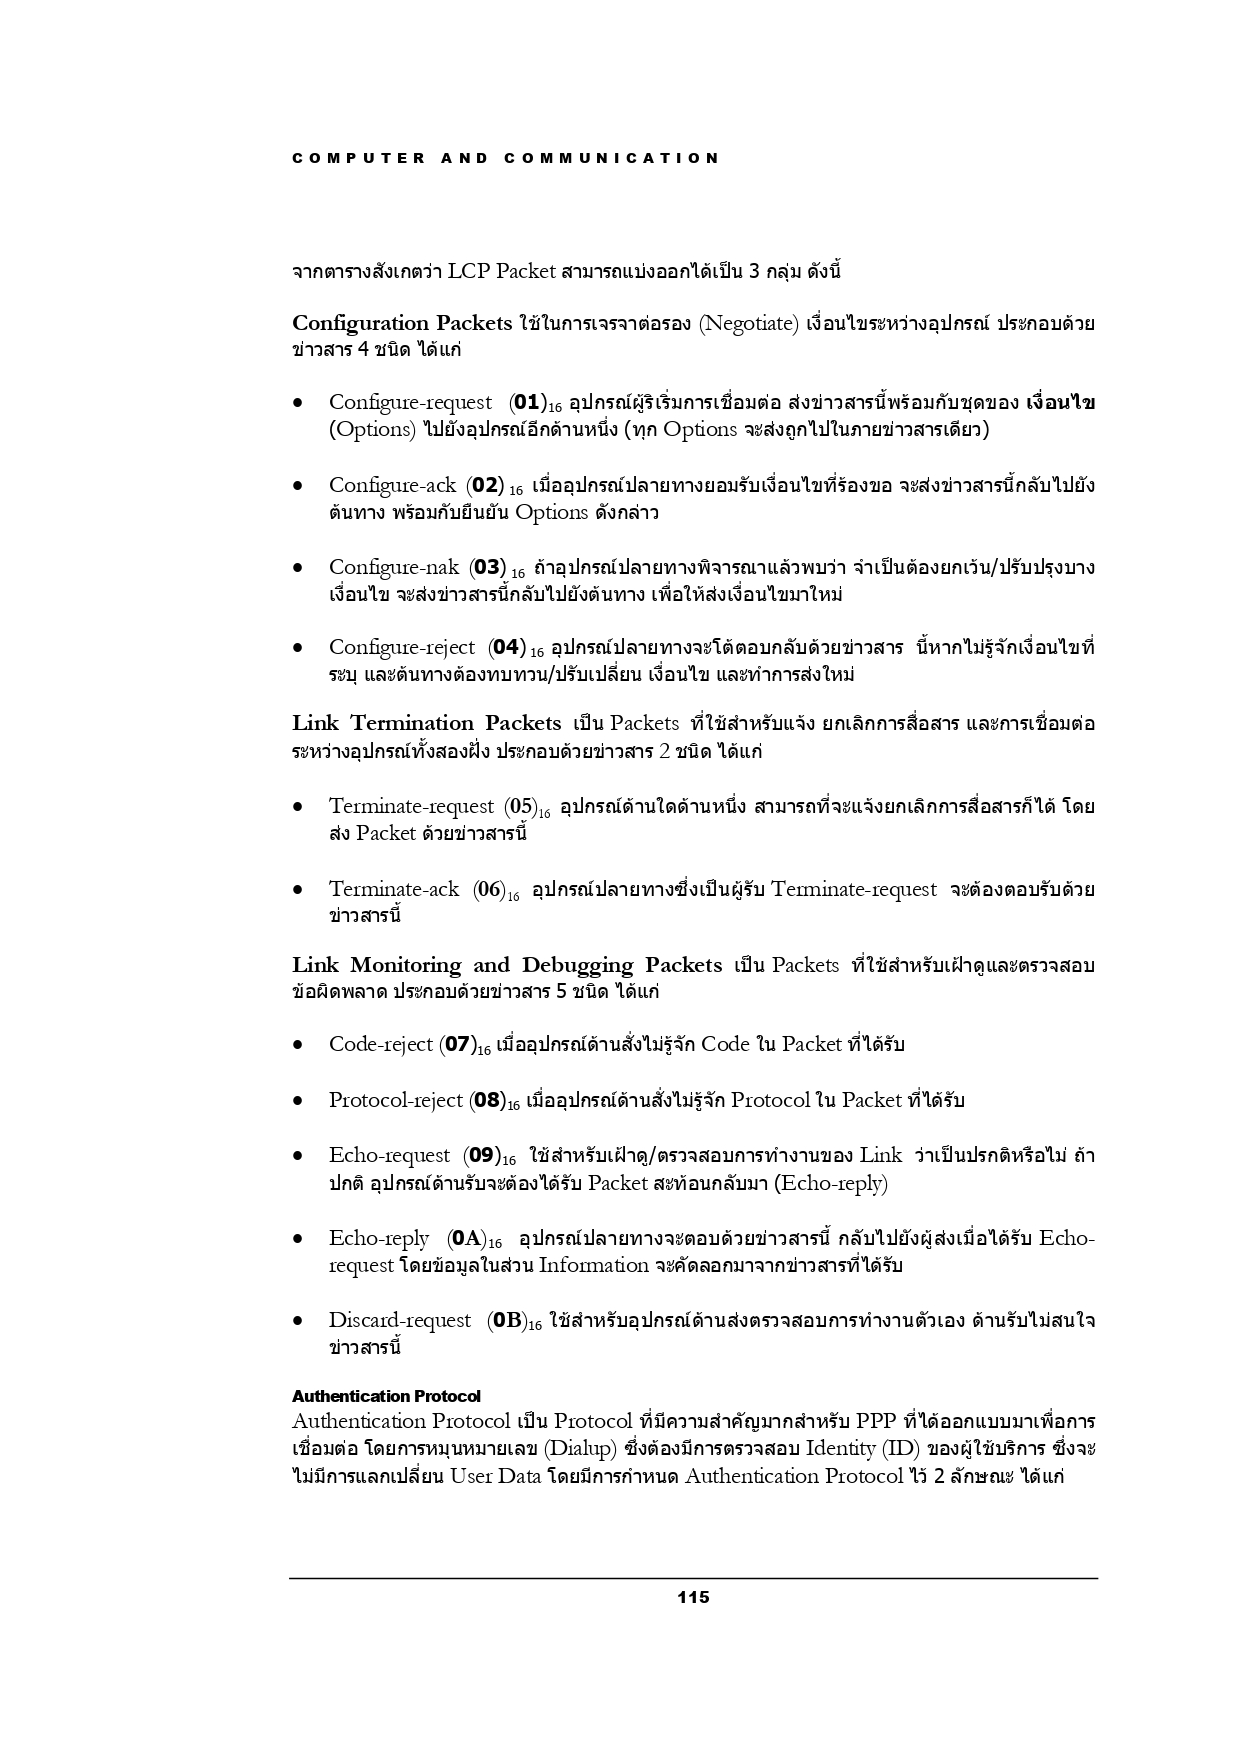 COMPUTER AND COMMUNICATION
จากตารางสังเกตว่า LCP Packet สามารถแบ่งออกได้เป็น 3 กลุ่ม ดังนี้
Configuration Packets ใช้ในการเจรจาต่อรอง (Negotiate) เงื่อนไขระหว่างอุปกรณ์ ประกอบด้วย
ข่าวสาร 4 ชนิด ได้แก่
● Configure-request (01)16 อุปกรณ์ผู้ริเริ่มการเชื่อมต่อ ส่งข่าวสารนี้พร้อมกับชุดของ เงื่อนไข
(Options) ไปยังอุปกรณ์อีกด้านหนึ่ง (ทุก Options จะส่งถูกไปในภายข่าวสารเดียว)
● Configure-ack (02) 16 เมื่ออุปกรณ์ปลายทางยอมรับเงื่อนไขที่ร้องขอ จะส่งข่าวสารนี้กลับไปยัง
ต้นทาง พร้อมกับยืนยัน Options ดังกล่าว
● Configure-nak (03) 16 ถ้าอุปกรณ์ปลายทางพิจารณาแล้วพบว่า จำเป็นต้องยกเว้น/ปรับปรุงบาง
เงื่อนไข จะส่งข่าวสารนี้กลับไปยังต้นทาง เพื่อให้ส่งเงื่อนไขมาใหม่
● Configure-reject (04) 16 อุปกรณ์ปลายทางจะโต้ตอบกลับด้วยข่าวสาร นี้หากไม่รู้จักเงื่อนไขที่
ระบุ และต้นทางต้องทบทวน/ปรับเปลี่ยน เงื่อนไข และทำการส่งใหม่
Link Termination Packets เป็น Packets ที่ใช้สำหรับแจ้ง ยกเลิกการสื่อสาร และการเชื่อมต่อ
ระหว่างอุปกรณ์ทั้งสองฝั่ง ประกอบด้วยข่าวสาร 2 ชนิด ได้แก่
● Terminate-request (05)16 อุปกรณ์ด้านใดด้านหนึ่ง สามารถที่จะแจ้งยกเลิกการสื่อสารก็ได้ โดย
ส่ง Packet ด้วยข่าวสารนี้
● Terminate-ack (06)16 อุปกรณ์ปลายทางซึ่งเป็นผู้รับ Terminate-request จะต้องตอบรับด้วย
ข่าวสารนี้
Link Monitoring and Debugging Packets เป็น Packets ที่ใช้สำหรับเฝ้าดูและตรวจสอบ
ข้อผิดพลาด ประกอบด้วยข่าวสาร 5 ชนิด ได้แก่
● Code-reject (07)16 เมื่ออุปกรณ์ด้านสั่งไม่รู้จัก Code ใน Packet ที่ได้รับ
● Protocol-reject (08)16 เมื่ออุปกรณ์ด้านสั่งไม่รู้จัก Protocol ใน Packet ที่ได้รับ
● Echo-request (09)16 ใช้สำหรับเฝ้าดู/ตรวจสอบการทำงานของ Link ว่าเป็นปรกติหรือไม่ ถ้า
ปกติ อุปกรณ์ด้านรับจะต้องได้รับ Packet สะท้อนกลับมา (Echo-reply)
● Echo-reply (0A)16 อุปกรณ์ปลายทางจะตอบด้วยข่าวสารนี้ กลับไปยังผู้ส่งเมื่อได้รับ Echo-
request โดยข้อมูลในส่วน Information จะคัดลอกมาจากข่าวสารที่ได้รับ
● Discard-request (0B)16 ใช้สำหรับอุปกรณ์ด้านส่งตรวจสอบการทำงานตัวเอง ด้านรับไม่สนใจ
ข่าวสารนี้
Authentication Protocol
Authentication Protocol เป็น Protocol ที่มีความสำคัญมากสำหรับ PPP ที่ได้ออกแบบมาเพื่อการ
เชื่อมต่อ โดยการหมุนหมายเลข (Dialup) ซึ่งต้องมีการตรวจสอบ Identity (ID) ของผู้ใช้บริการ ซึ่งจะ
ไม่มีการแลกเปลี่ยน User Data โดยมีการกำหนด Authentication Protocol ไว้ 2 ลักษณะ ได้แก่
115